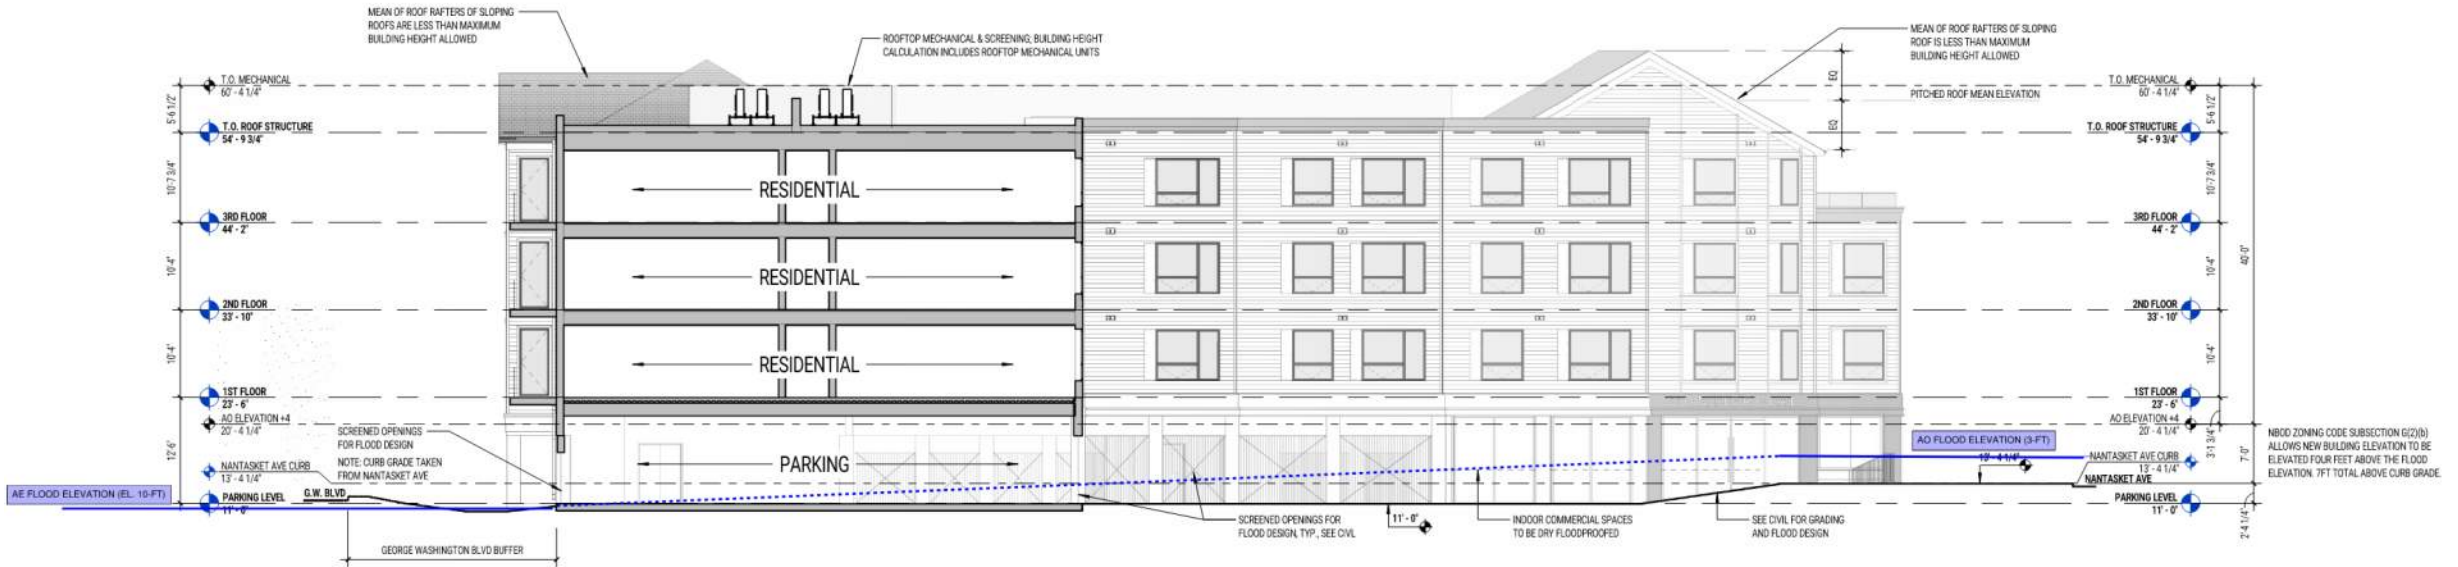 MEAN OF ROOF RAFTERS OF SLOPING
ROOFS ARE LESS THAN MAXIMUM
BUILDING HEIGHT ALLOWED
ROOFTOP MECHANICAL & SCREENING; BUILDING HEIGHT
CALCULATION INCLUDES ROOFTOP MECHANICAL UNITS
MEAN OF ROOF RAFTERS OF SLOPING
ROOF IS LESS THAN MAXIMUM
BUILDING HEIGHT ALLOWED
PITCHED ROOF MEAN ELEVATION
EQ
EQ
T.O. MECHANICAL
60' - 4 1/4"
T.O. ROOF STRUCTURE
54' - 9 3/4"
3RD FLOOR
44' - 2"
2ND FLOOR
33' - 10"
1ST FLOOR
23' - 6"
AO ELEVATION +4
20' - 4 1/4"
NANTASKET AVE CURB
13' - 4 1/4"
PARKING LEVEL
11' - 0"
5'-6 1/2"
10'-7 3/4"
10'-4"
10'-4"
12'-6"
AE FLOOD ELEVATION (EL. 10-FT)
G.W. BLVD
GEORGE WASHINGTON BLVD BUFFER
SCREENED OPENINGS
FOR FLOOD DESIGN
NOTE: CURB GRADE TAKEN
FROM NANTASKET AVE
RESIDENTIAL
RESIDENTIAL
RESIDENTIAL
PARKING
SCREENED OPENINGS FOR
FLOOD DESIGN, TYP., SEE CIVL
11' - 0"
INDOOR COMMERCIAL SPACES
TO BE DRY FLOODPROOFED
SEE CIVIL FOR GRADING
AND FLOOD DESIGN
AO FLOOD ELEVATION (3-FT)
13' - 4 1/4"
T.O. MECHANICAL
60' - 4 1/4"
T.O. ROOF STRUCTURE
54' - 9 3/4"
3RD FLOOR
44' - 2"
2ND FLOOR
33' - 10"
1ST FLOOR
23' - 6"
AO ELEVATION +4
20' - 4 1/4"
NANTASKET AVE CURB
13' - 4 1/4"
NANTASKET AVE
PARKING LEVEL
11' - 0"
5'-6 1/2"
10'-7 3/4"
10'-4"
10'-4"
3'-1 3/4"
40'-0"
7'-0"
2'-4 1/4"
NBOD ZONING CODE SUBSECTION G(2)(b)
ALLOWS NEW BUILDING ELEVATION TO BE
ELEVATED FOUR FEET ABOVE THE FLOOD
ELEVATION. 7FT TOTAL ABOVE CURB GRADE.